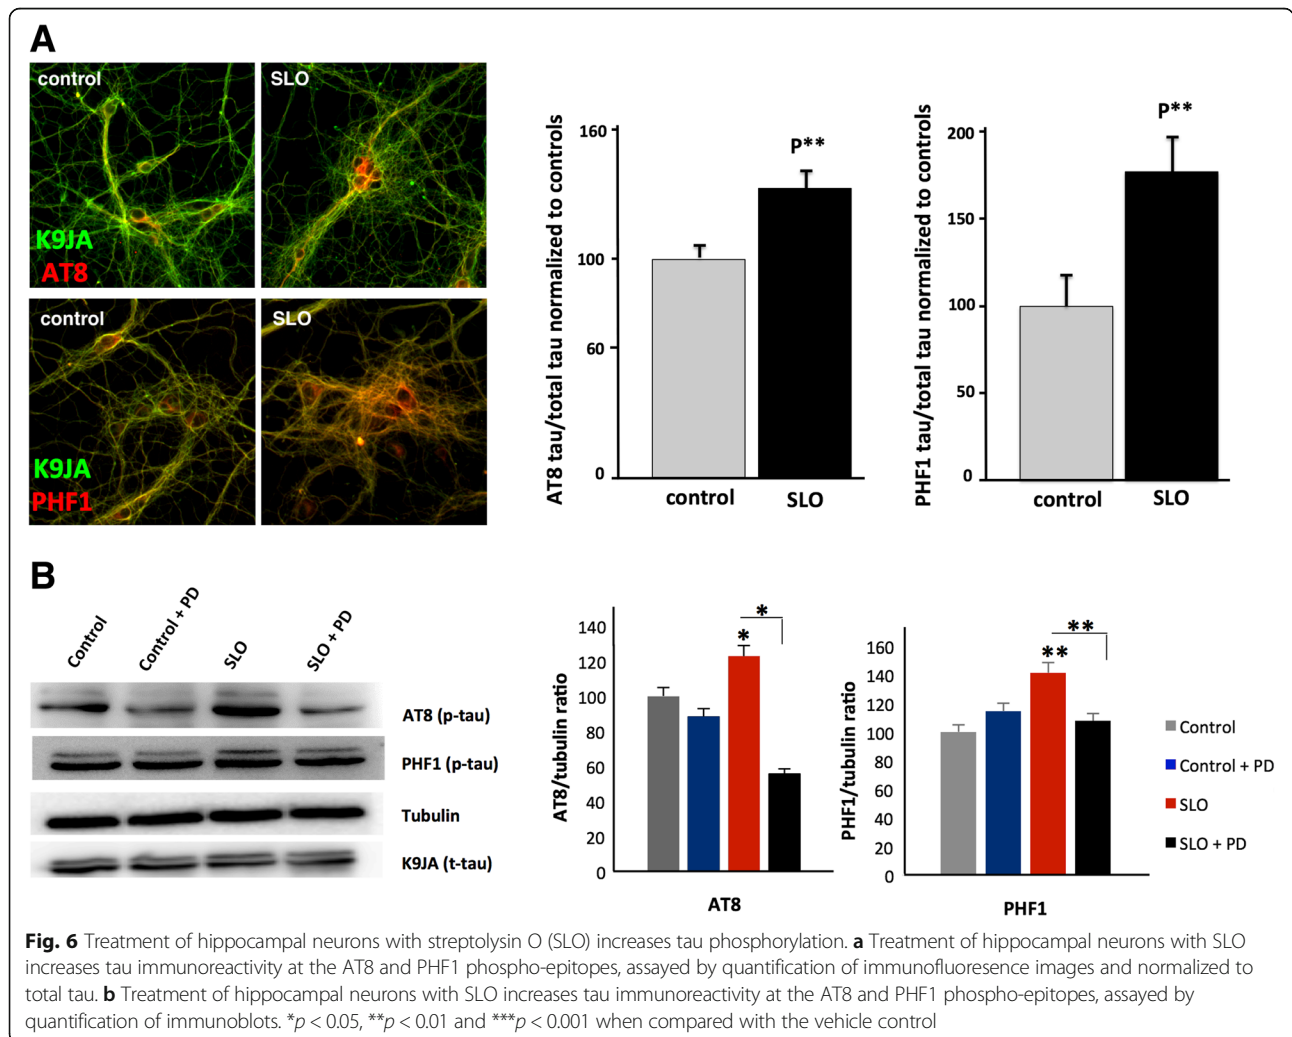 A
control
K9JA
AT8
SLO
control
K9JA
PHF1
SLO
AT8 tau/total tau normalized to controls
160
100
60
0
P**
control
SLO
PHF1 tau/total tau normalized to controls
200
150
100
50
0
P**
control
SLO
B
Control
Control + PD
SLO
SLO + PD
AT8 (p-tau)
PHF1 (p-tau)
Tubulin
K9JA (t-tau)
AT8/tubulin ratio
140
120
100
80
60
40
20
0
*
*
AT8
PHF1/tubulin ratio
160
140
120
100
80
60
40
20
0
**
**
PHF1
Control
Control + PD
SLO
SLO + PD
Fig. 6 Treatment of hippocampal neurons with streptolysin O (SLO) increases tau phosphorylation. a Treatment of hippocampal neurons with SLO
increases tau immunoreactivity at the AT8 and PHF1 phospho-epitopes, assayed by quantification of immunofluoresence images and normalized to
total tau. b Treatment of hippocampal neurons with SLO increases tau immunoreactivity at the AT8 and PHF1 phospho-epitopes, assayed by
quantification of immunoblots. *p < 0.05, **p < 0.01 and ***p < 0.001 when compared with the vehicle control